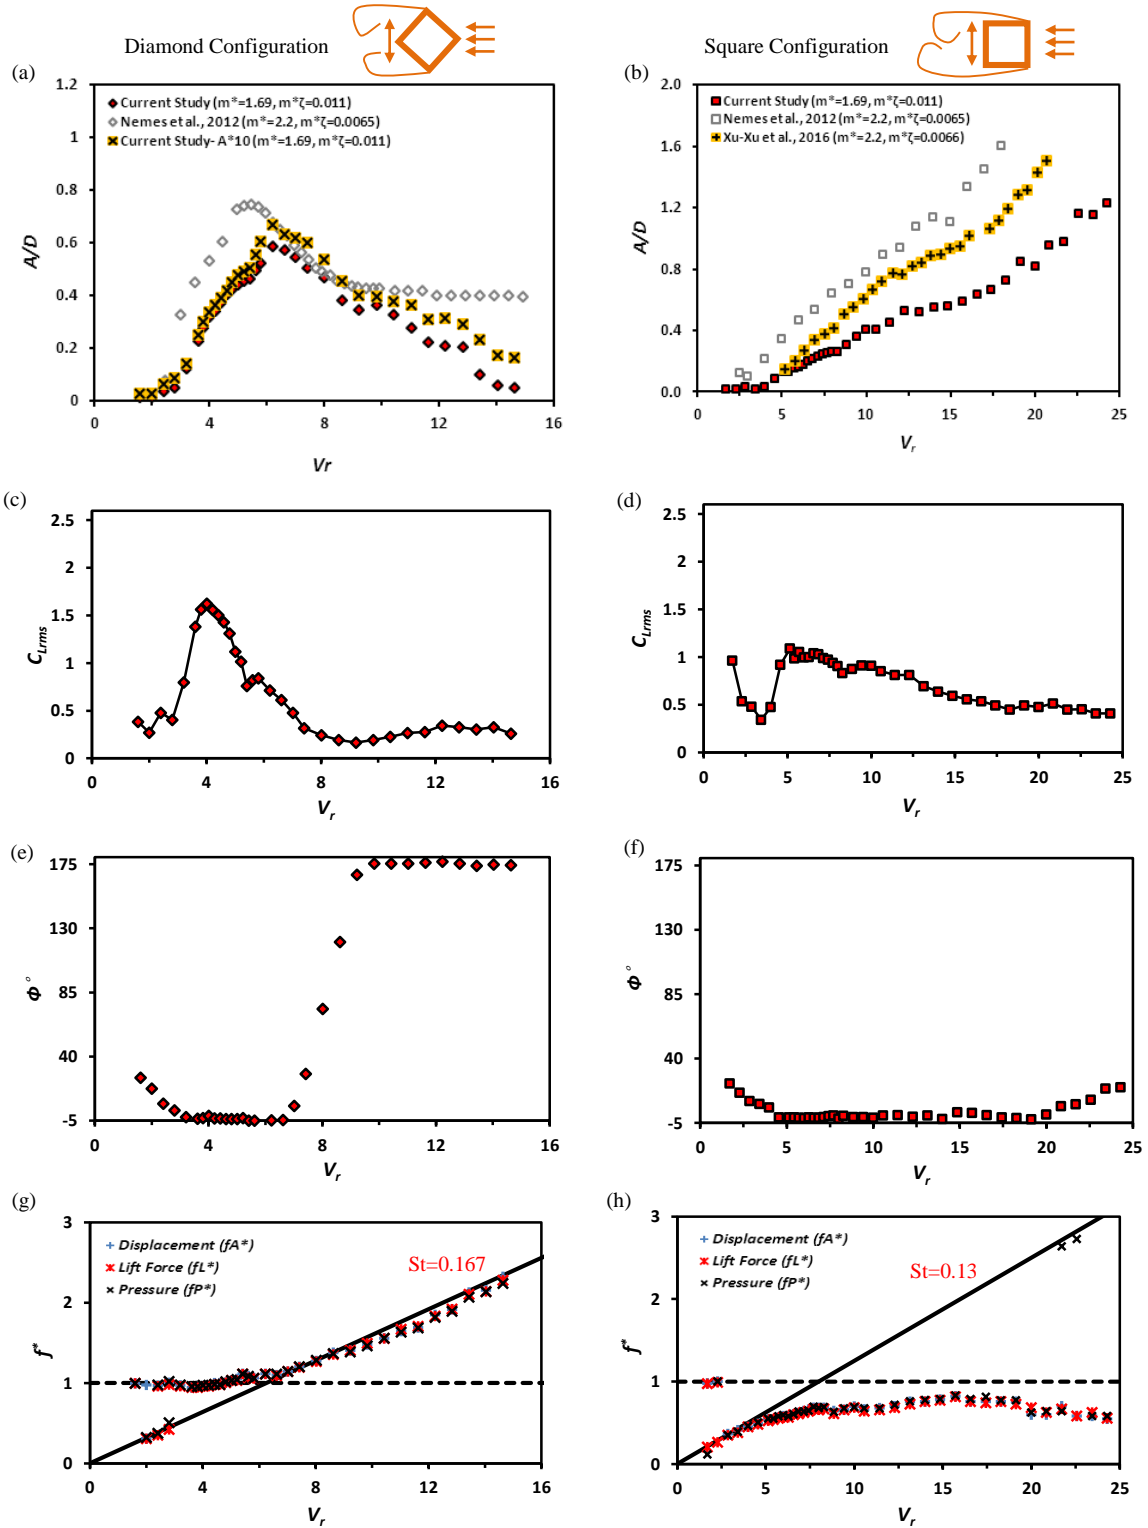 Diamond Configuration
Square Configuration
(a)
1.2
1
0.8
0.6
0.4
0.2
0
A/D
◆ Current Study (m*=1.69, m*ζ=0.011)
◇ Nemes et al., 2012 (m*=2.2, m*ζ=0.0065)
Current Study- A*10 (m*=1.69, m*ζ=0.011)
0 4 8 12 16
Vr
(b)
2.0
1.6
1.2
0.8
0.4
0.0
A/D
Current Study (m*=1.69, m*ζ=0.011)
Nemes et al., 2012 (m*=2.2, m*ζ=0.0065)
Xu-Xu et al., 2016 (m*=2.2, m*ζ=0.0066)
0 5 10 15 20 25
Vr
(c)
2.5
2
1.5
1
0.5
0
CLrms
0 4 8 12 16
Vr
(d)
2.5
2
1.5
1
0.5
0
CLrms
0 5 10 15 20 25
Vr
(e)
175
130
85
40
-5
Φ°
0 4 8 12 16
Vr
(f)
175
130
85
40
-5
Φ°
0 5 10 15 20 25
Vr
(g)
3
2
1
0
f*
+ Displacement (fA*)
Lift Force (fL*)
× Pressure (fP*)
St=0.167
0 4 8 12 16
Vr
(h)
3
2
1
0
f*
+ Displacement (fA*)
Lift Force (fL*)
× Pressure (fP*)
St=0.13
0 5 10 15 20 25
Vr